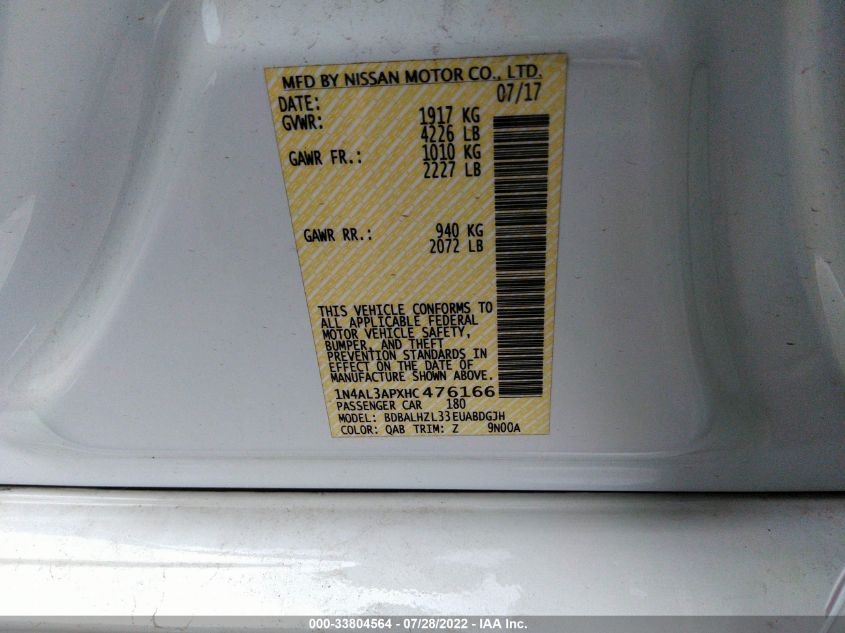 MFD BY NISSAN MOTOR CO., LTD.
DATE: 07/17
GVWR: 1917 KG
4226 LB
GAWR FR.: 1010 KG
2227 LB
GAWR RR.: 940 KG
2072 LB
THIS VEHICLE CONFORMS TO
ALL APPLICABLE FEDERAL
MOTOR VEHICLE SAFETY,
BUMPER, AND THEFT
PREVENTION STANDARDS IN
EFFECT ON THE DATE OF
MANUFACTURE SHOWN ABOVE.
1N4AL3APXHC476166
PASSENGER CAR 180
MODEL: BDBALHZL33EUABDGJH
COLOR: QAB TRIM: Z 9N00A
000-33804564 / 07/28/2022 - IAA Inc.